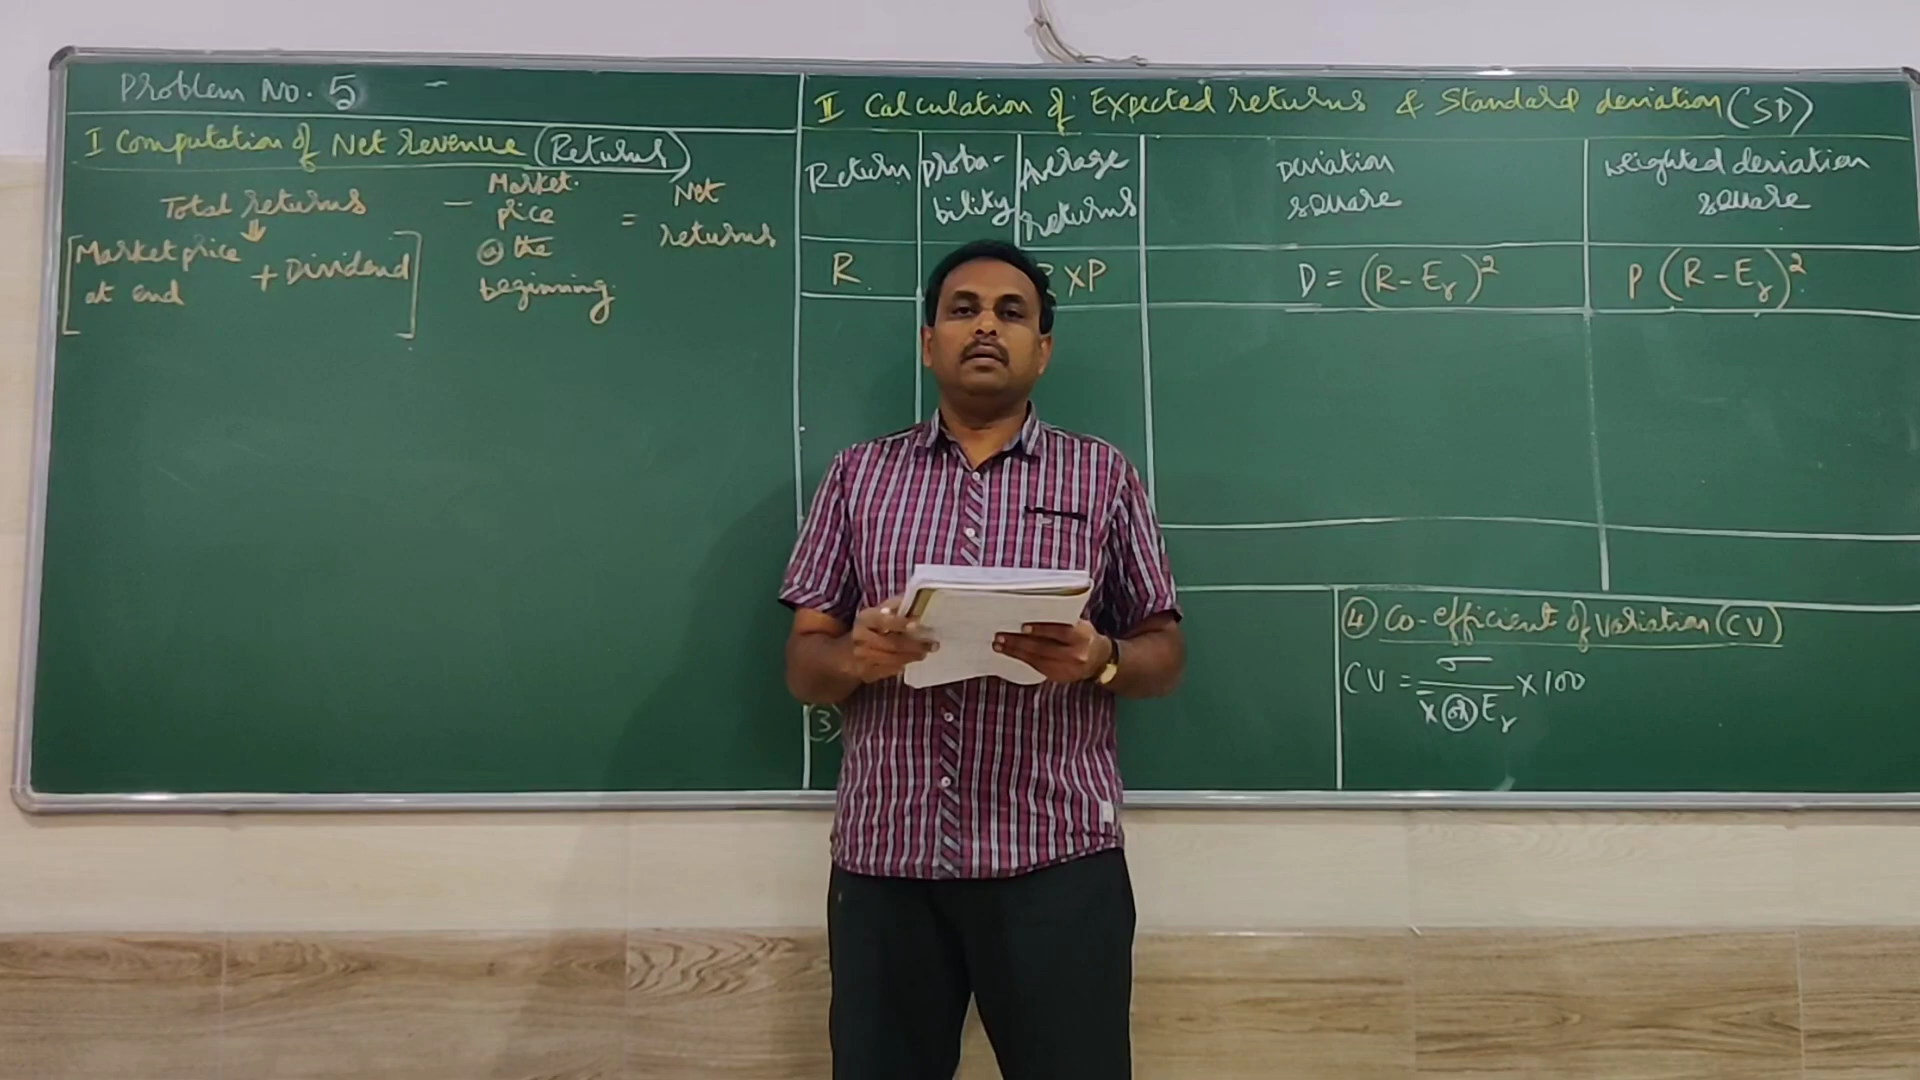 Problem No. 5 -
I Computation of Net revenue (Returns)
Total returns - Market price @ the beginning = Net returns
⇓
[Market price at end + Dividend]
II Calculation of Expected returns & Standard deviation (SD)
Return Proba-bility Average returns Deviation square Weighted deviation square
R XP D = (R - Eᵣ)² P (R - Eᵣ)²
(3)
④ Co-efficient of Variation (CV)
CV = σ / x̄ (or) Eᵣ × 100